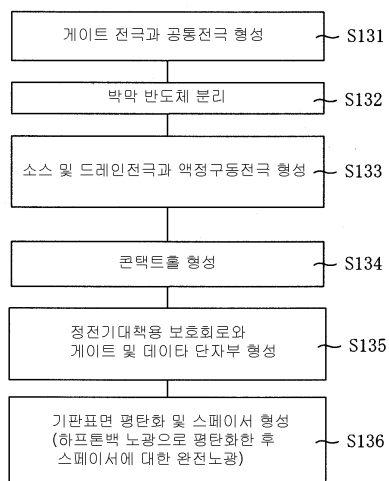 게이트 전극과 공통전극 형성
S131
박막 반도체 분리
S132
소스 및 드레인전극과 액정구동전극 형성
S133
콘택트홀 형성
S134
정전기대책용 보호회로와
게이트 및 데이타 단자부 형성
S135
기판표면 평탄화 및 스페이서 형성
(하프톤백 노광으로 평탄화한 후
스페이서에 대한 완전노광)
S136